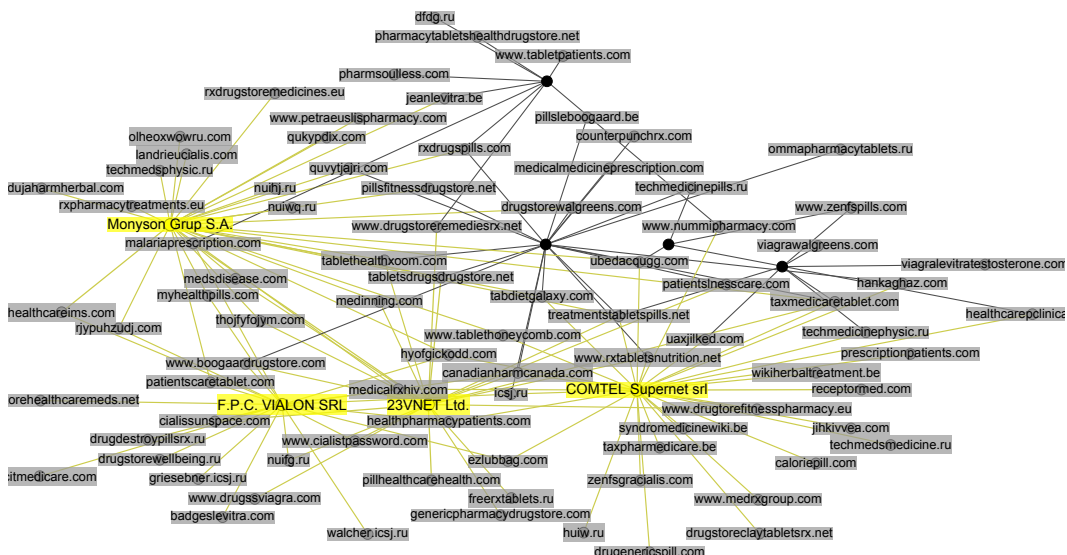 dfdg.ru
pharmacytabletshealthdrugstore.net
www.tabletpatients.com
pharmsoulless.com
rxdrugstoremedicines.eu
jeanlevitra.be
www.petraeuslispharmacy.com
pillsleboogaard.be
olheoxwowru.com
qukypdix.com
counterpunchrx.com
landrieucialis.com
rxdrugspills.com
ommapharmacytablets.ru
techmedsphysic.ru
quvytjajri.com
medicalmedicineprescription.com
dujaharmherbal.com
nuihj.ru
pillsfitnessdrugstore.net
techmedicinepills.ru
rxpharmacytreatments.eu
nuiwq.ru
drugstorewalgreens.com
www.zenfspills.com
Monyson Grup S.A.
www.drugstoreremediesrx.net
www.nummipharmacy.com
malariaprescription.com
viagrawalgreens.com
tablethealthxoom.com
ubedacqugg.com
viagralevitratestosterone.com
medsdisease.com
tabletsdrugsdrugstore.net
patientslnesscare.com
hankaghaz.com
myhealthpills.com
medinning.com
tabdietgalaxy.com
taxmedicaretablet.com
healthcareims.com
thojfyfojym.com
treatmentstabletspills.net
healthcarepclinica
rjypuhzudj.com
www.tablethoneycomb.com
uaxjilked.com
techmedicinephysic.ru
www.boogaardrugstore.com
hyofgickodd.com
www.rxtabletsnutrition.net
prescriptionpatients.com
canadianharmcanada.com
wikiherbaltreatment.be
patientscaretablet.com
medicalrxhiv.com
icsj.ru
COMTEL Supernet srl
receptormed.com
orehealthcaremeds.net
F.P.C. VIALON SRL
23VNET Ltd.
www.drugtorefitnesspharmacy.eu
cialissunspace.com
healthpharmacypatients.com
syndromedicinewiki.be
jihkivvea.com
drugdestroypillsrx.ru
www.cialistpassword.com
taxpharmedicare.be
techmedsmedicine.ru
drugstorewellbeing.ru
nuifg.ru
ezlubbag.com
caloriepill.com
citmedicare.com
griesebner.icsj.ru
pillhealthcarehealth.com
zenfsgracialis.com
www.drugssviagra.com
freerxtablets.ru
www.medrxgroup.com
badgeslevitra.com
genericpharmacydrugstore.com
walcher.icsj.ru
huiw.ru
drugstoreclaytabletsrx.net
drugenericspill.com